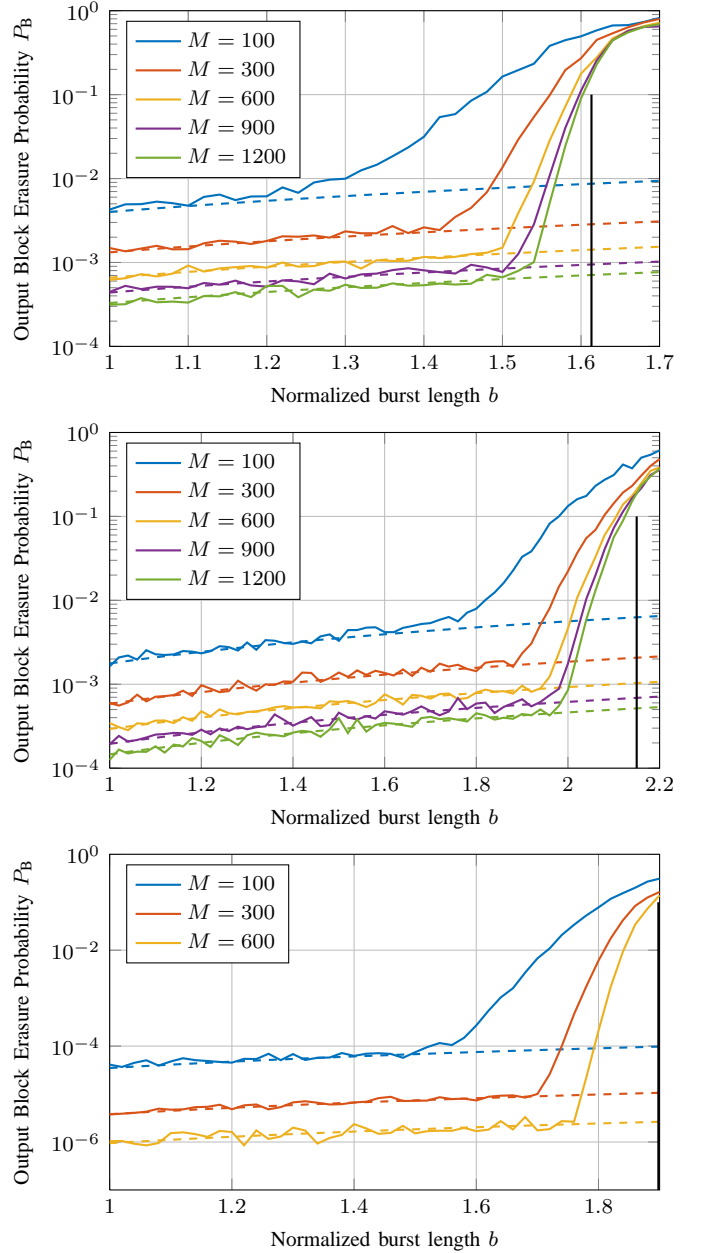 10^0
10^−1
10^−2
10^−3
10^−4
Output Block Erasure Probability P_B
M = 100
M = 300
M = 600
M = 900
M = 1200
1 1.1 1.2 1.3 1.4 1.5 1.6 1.7
Normalized burst length b
10^0
10^−1
10^−2
10^−3
10^−4
Output Block Erasure Probability P_B
M = 100
M = 300
M = 600
M = 900
M = 1200
1 1.2 1.4 1.6 1.8 2 2.2
Normalized burst length b
10^0
10^−2
10^−4
10^−6
Output Block Erasure Probability P_B
M = 100
M = 300
M = 600
1 1.2 1.4 1.6 1.8
Normalized burst length b